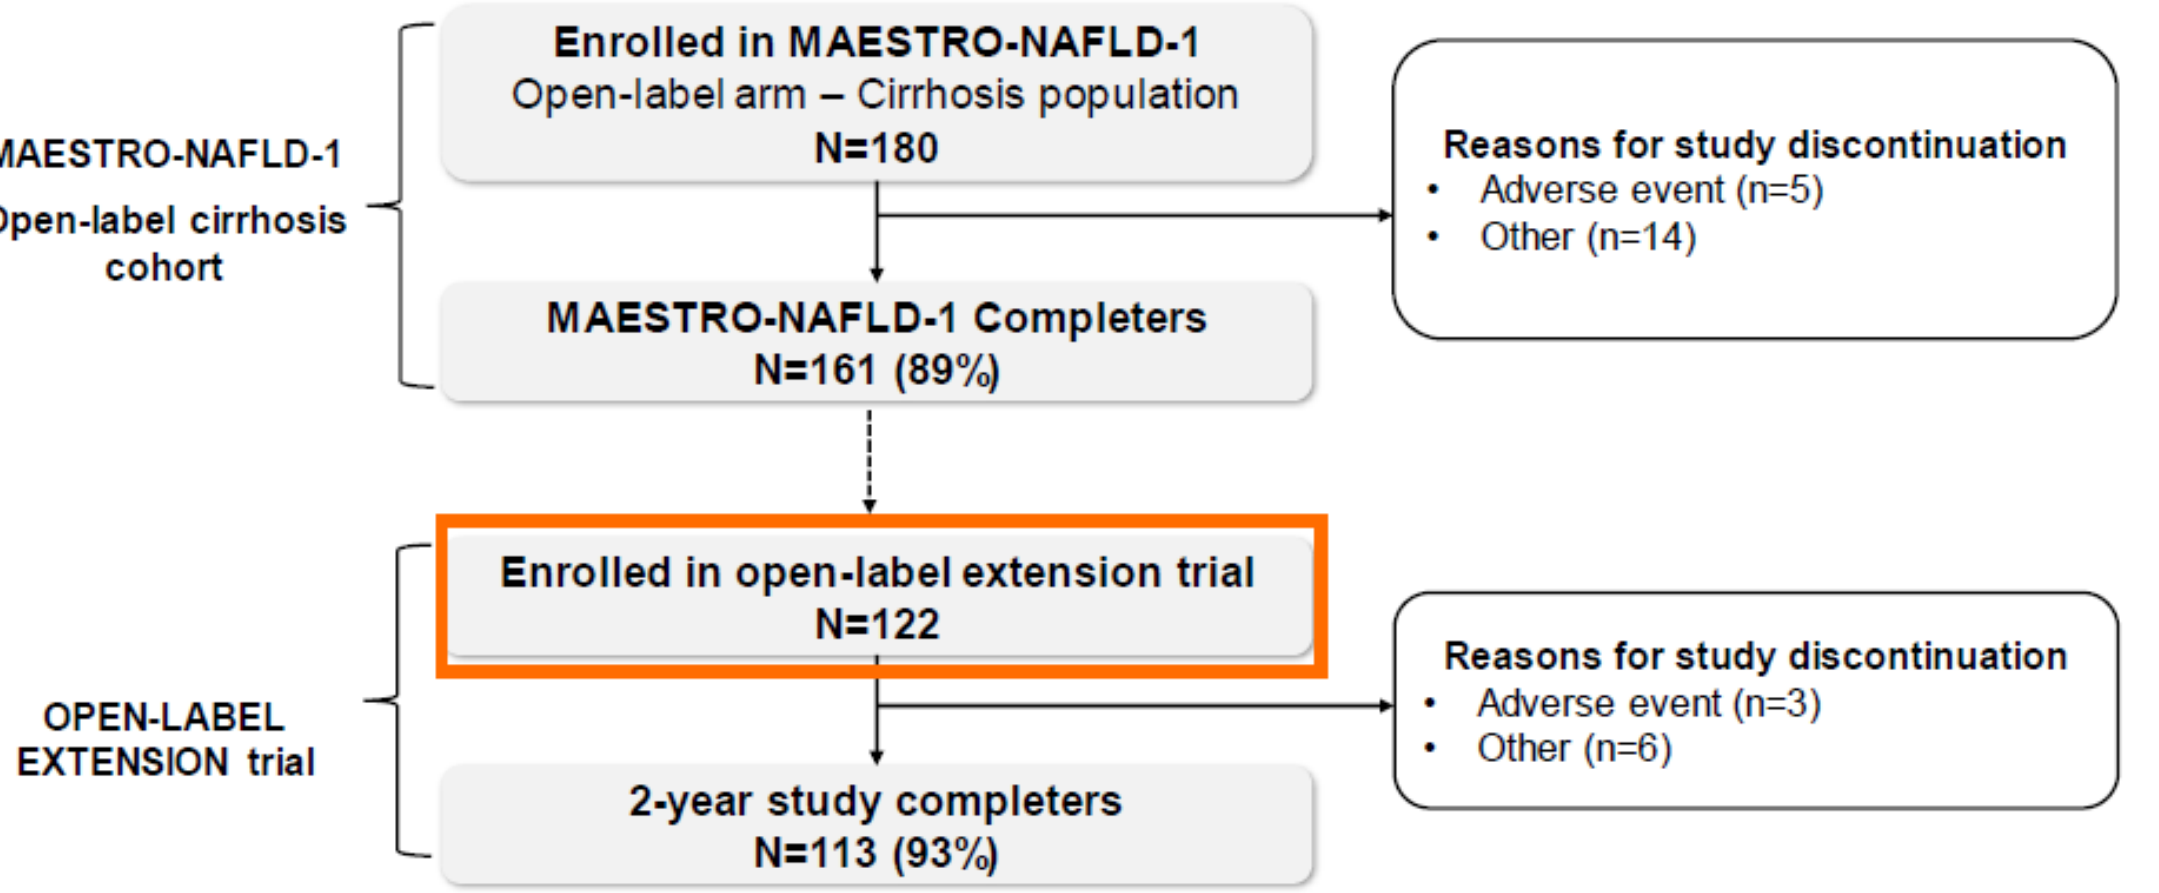 Enrolled in MAESTRO-NAFLD-1
Open-label arm – Cirrhosis population
N=180
Reasons for study discontinuation
• Adverse event (n=5)
• Other (n=14)
MAESTRO-NAFLD-1
Open-label cirrhosis
cohort
MAESTRO-NAFLD-1 Completers
N=161 (89%)
Enrolled in open-label extension trial
N=122
Reasons for study discontinuation
• Adverse event (n=3)
• Other (n=6)
OPEN-LABEL
EXTENSION trial
2-year study completers
N=113 (93%)